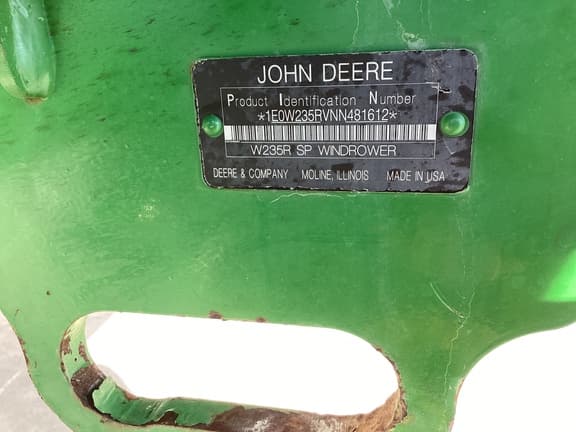 JOHN DEERE
Product Identification Number
*1E0W235RVNN481612*
W235R SP WINDROWER
DEERE & COMPANY MOLINE, ILLINOIS MADE IN USA